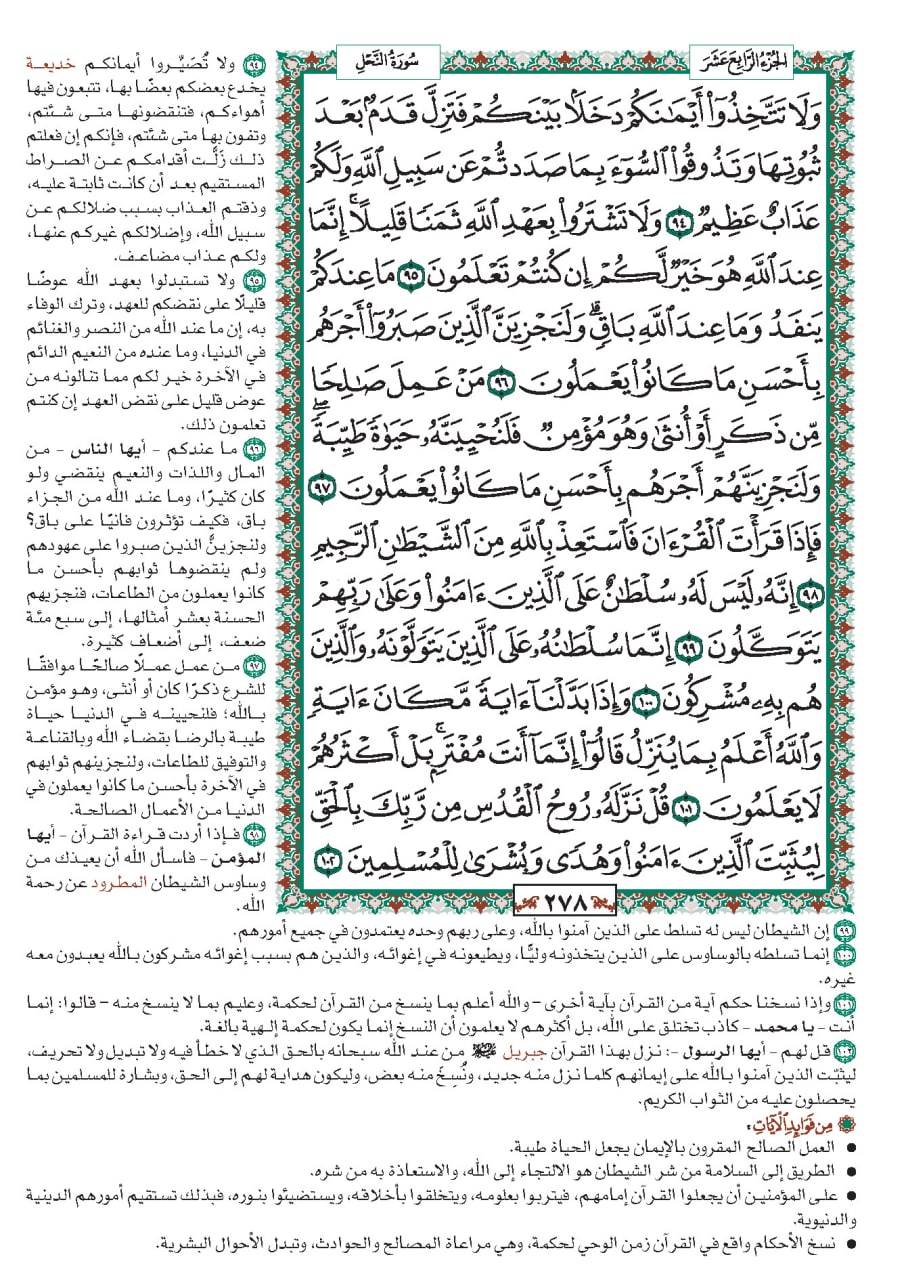 الجزء الرابع عشر
سورة النحل
وَلَا تَتَّخِذُوٓا۟ أَيْمَـٰنَكُمْ دَخَلًۢا بَيْنَكُمْ فَتَزِلَّ قَدَمٌۢ بَعْدَ
ثُبُوتِهَا وَتَذُوقُوا۟ ٱلسُّوٓءَ بِمَا صَدَدتُّمْ عَن سَبِيلِ ٱللَّهِ وَلَكُمْ
عَذَابٌ عَظِيمٌ ٩٤ وَلَا تَشْتَرُوا۟ بِعَهْدِ ٱللَّهِ ثَمَنًا قَلِيلًا ۚ إِنَّمَا
عِندَ ٱللَّهِ هُوَ خَيْرٌ لَّكُمْ إِن كُنتُمْ تَعْلَمُونَ ٩٥ مَا عِندَكُمْ
يَنفَدُ وَمَا عِندَ ٱللَّهِ بَاقٍ ۗ وَلَنَجْزِيَنَّ ٱلَّذِينَ صَبَرُوٓا۟ أَجْرَهُم
بِأَحْسَنِ مَا كَانُوا۟ يَعْمَلُونَ ٩٦ مَنْ عَمِلَ صَـٰلِحًا
مِّن ذَكَرٍ أَوْ أُنثَىٰ وَهُوَ مُؤْمِنٌ فَلَنُحْيِيَنَّهُۥ حَيَوٰةً طَيِّبَةً ۖ
وَلَنَجْزِيَنَّهُمْ أَجْرَهُم بِأَحْسَنِ مَا كَانُوا۟ يَعْمَلُونَ ٩٧
فَإِذَا قَرَأْتَ ٱلْقُرْءَانَ فَٱسْتَعِذْ بِٱللَّهِ مِنَ ٱلشَّيْطَـٰنِ ٱلرَّجِيمِ
٩٨ إِنَّهُۥ لَيْسَ لَهُۥ سُلْطَـٰنٌ عَلَى ٱلَّذِينَ ءَامَنُوا۟ وَعَلَىٰ رَبِّهِمْ
يَتَوَكَّلُونَ ٩٩ إِنَّمَا سُلْطَـٰنُهُۥ عَلَى ٱلَّذِينَ يَتَوَلَّوْنَهُۥ وَٱلَّذِينَ
هُم بِهِۦ مُشْرِكُونَ ١٠٠ وَإِذَا بَدَّلْنَآ ءَايَةً مَّكَانَ ءَايَةٍ ۙ
وَٱللَّهُ أَعْلَمُ بِمَا يُنَزِّلُ قَالُوٓا۟ إِنَّمَآ أَنتَ مُفْتَرٍۭ ۚ بَلْ أَكْثَرُهُمْ
لَا يَعْلَمُونَ ١٠١ قُلْ نَزَّلَهُۥ رُوحُ ٱلْقُدُسِ مِن رَّبِّكَ بِٱلْحَقِّ
لِيُثَبِّتَ ٱلَّذِينَ ءَامَنُوا۟ وَهُدًى وَبُشْرَىٰ لِلْمُسْلِمِينَ ١٠٢
٢٧٨
٩٤ ولا تُصَيِّروا أيمانكم خديعة
يخدع بعضكم بعضًا بها، تتبعون فيها
أهواءكم، فتنقضونها متى شئتم،
وتفون بها متى شئتم، فإنكم إن فعلتم
ذلك زَلَّت أقدامكم عن الصراط
المستقيم بعد أن كانت ثابتة عليه،
وذقتم العذاب بسبب ضلالكم عن
سبيل الله، وإضلالكم غيركم عنها،
ولكم عذاب مضاعف.
٩٥ ولا تستبدلوا بعهد الله عوضًا
قليلًا على نقضكم للعهد، وترك الوفاء
به، إن ما عند الله من النصر والغنائم
في الدنيا، وما عنده من النعيم الدائم
في الآخرة خير لكم مما تنالونه من
عوض قليل على نقض العهد إن كنتم
تعلمون ذلك.
٩٦ ما عندكم - أيها الناس - من
المال واللذات والنعيم ينقضي ولو
كان كثيرًا، وما عند الله من الجزاء
باق، فكيف تؤثرون فانيًا على باق؟
ولنجزينَّ الذين صبروا على عهودهم
ولم ينقضوها ثوابهم بأحسن ما
كانوا يعملون من الطاعات، فنجزيهم
الحسنة بعشر أمثالها، إلى سبع مئة
ضعف، إلى أضعاف كثيرة.
٩٧ من عمل عملًا صالحًا موافقًا
للشرع ذكرًا كان أو أنثى، وهو مؤمن
بالله؛ فلنحيينه في الدنيا حياة
طيبة بالرضا بقضاء الله وبالقناعة
والتوفيق للطاعات، ولنجزينهم ثوابهم
في الآخرة بأحسن ما كانوا يعملون في
الدنيا من الأعمال الصالحة.
٩٨ فإذا أردت قراءة القرآن - أيها
المؤمن - فاسأل الله أن يعيذك من
وساوس الشيطان المطرود عن رحمة
الله.
٩٩ إن الشيطان ليس له تسلط على الذين آمنوا بالله، وعلى ربهم وحده يعتمدون في جميع أمورهم.
١٠٠ إنما تسلطه بالوساوس على الذين يتخذونه وليًّا، ويطيعونه في إغوائه، والذين هم بسبب إغوائه مشركون بالله يعبدون معه
غيره.
١٠١ وإذا نسخنا حكم آية من القرآن بآية أخرى - والله أعلم بما ينسخ من القرآن لحكمة، وعليم بما لا ينسخ منه - قالوا: إنما
أنت - يا محمد - كاذب تختلق على الله، بل أكثرهم لا يعلمون أن النسخ إنما يكون لحكمة إلهية بالغة.
١٠٢ قل لهم - أيها الرسول -: نزل بهذا القرآن جبريل ﷺ من عند الله سبحانه بالحق الذي لا خطأ فيه ولا تبديل ولا تحريف،
ليثبّت الذين آمنوا بالله على إيمانهم كلما نزل منه جديد، ونُسِخَ منه بعض، وليكون هداية لهم إلى الحق، وبشارة للمسلمين بما
يحصلون عليه من الثواب الكريم.
من فوائد الآيات:
● العمل الصالح المقرون بالإيمان يجعل الحياة طيبة.
● الطريق إلى السلامة من شر الشيطان هو الالتجاء إلى الله، والاستعاذة به من شره.
● على المؤمنين أن يجعلوا القرآن إمامهم، فيتربوا بعلومه، ويتخلقوا بأخلاقه، ويستضيئوا بنوره، فبذلك تستقيم أمورهم الدينية
والدنيوية.
● نسخ الأحكام واقع في القرآن زمن الوحي لحكمة، وهي مراعاة المصالح والحوادث، وتبدل الأحوال البشرية.